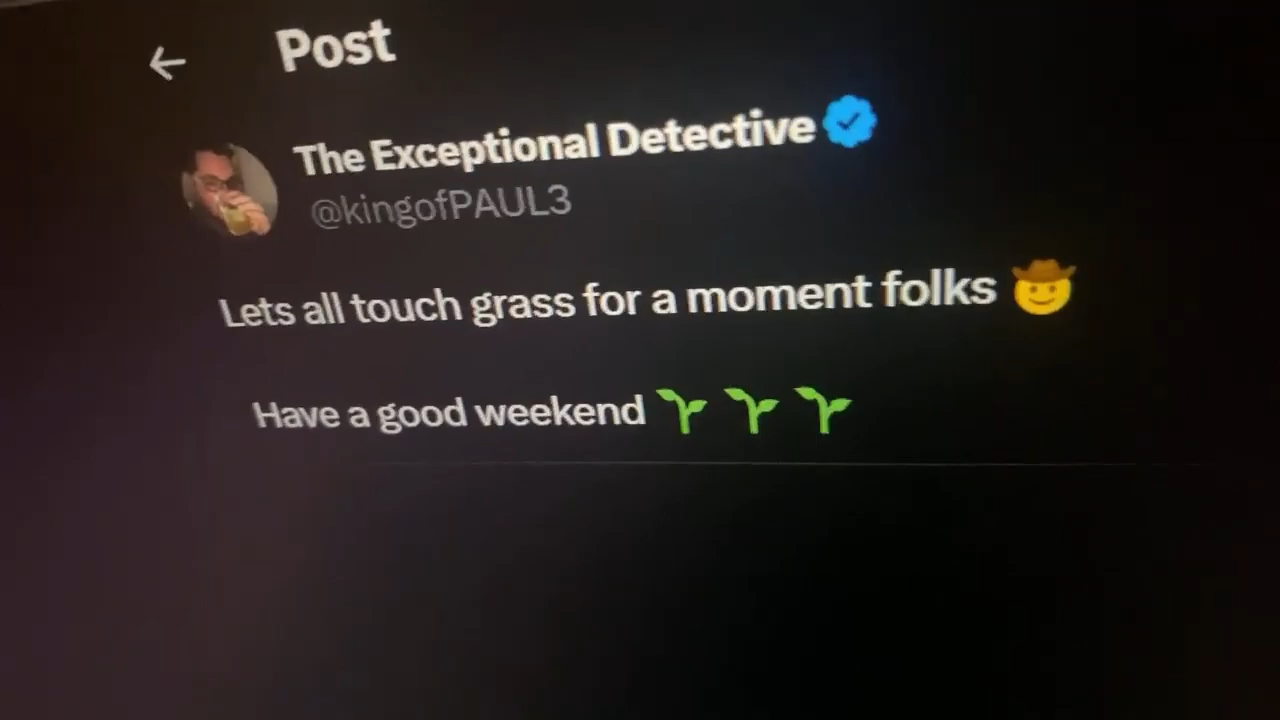 Post
The Exceptional Detective
@kingofPAUL3
Lets all touch grass for a moment folks 🤠
Have a good weekend 🌱 🌱 🌱